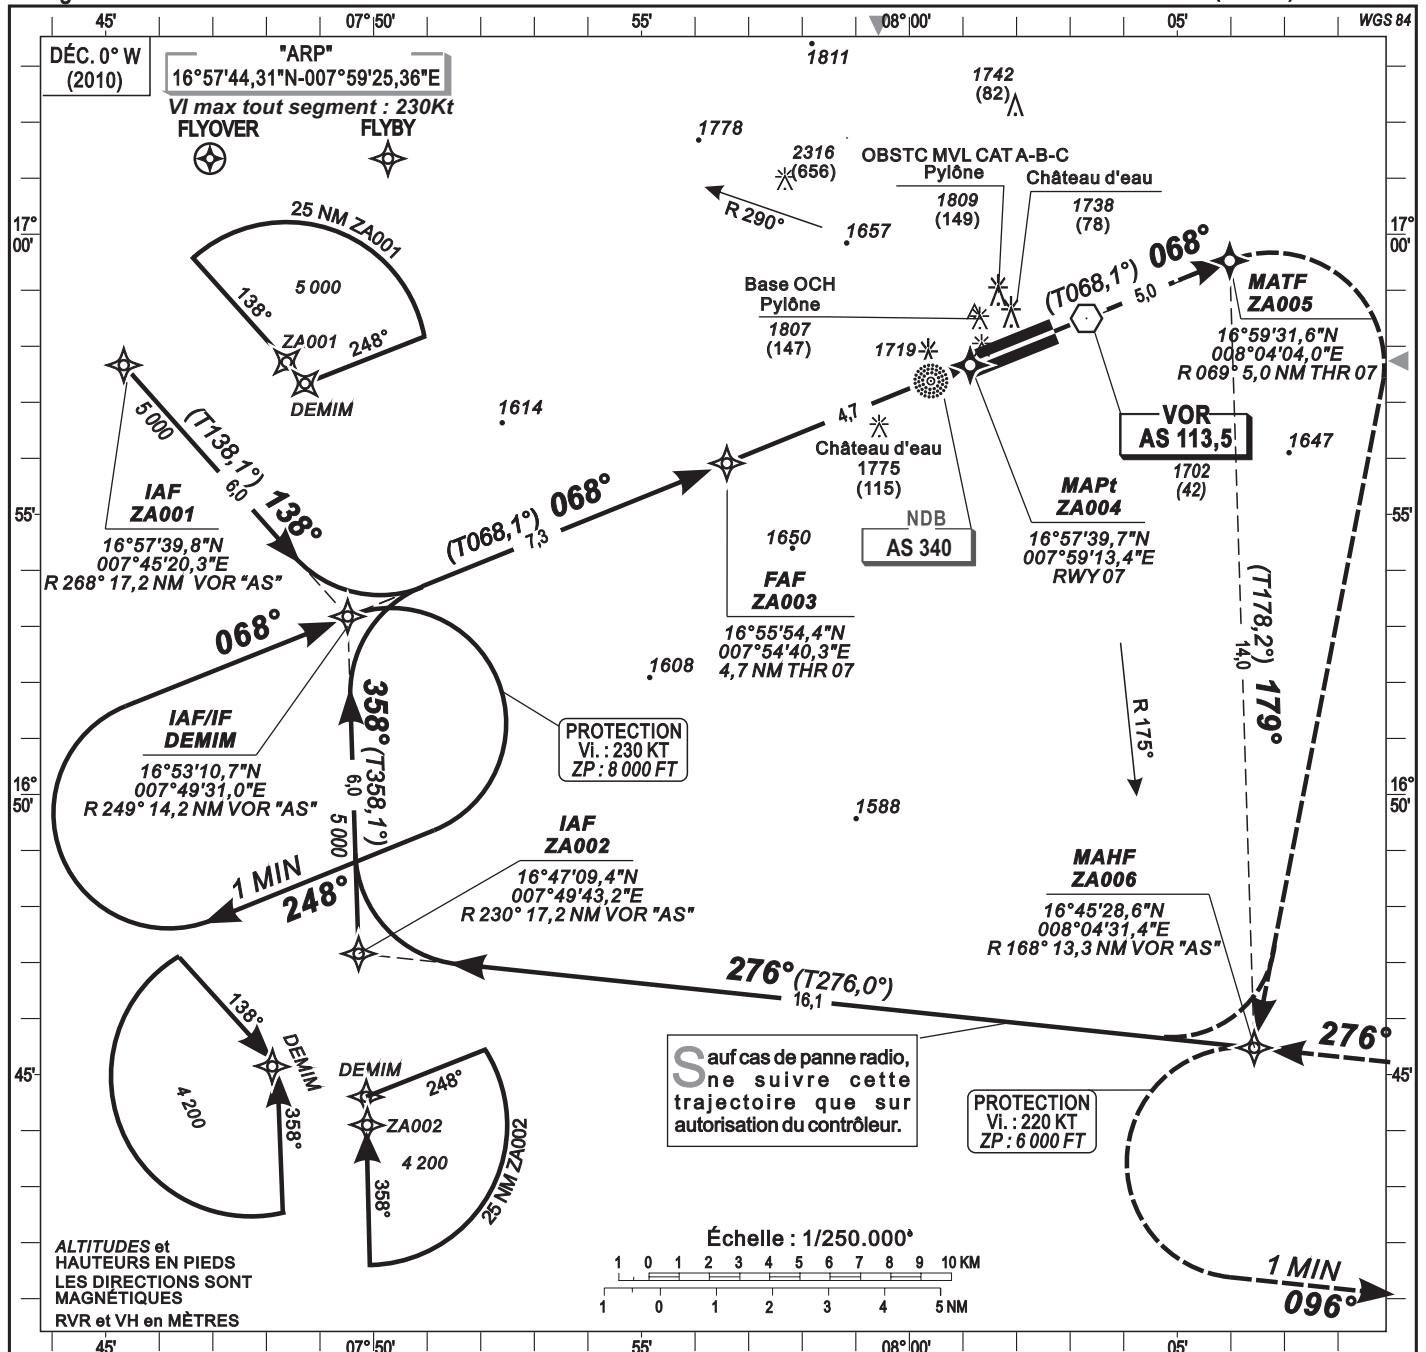 45'
07°50'
55'
08°00'
05'
WGS 84
DÉC. 0° W
(2010)
"ARP"
16°57'44,31"N-007°59'25,36"E
VI max tout segment : 230Kt
FLYOVER
FLYBY
1811
1742
(82)
1778
2316
(656)
OBSTC MVL CAT A-B-C
Pylône
1809
(149)
Château d'eau
1738
(78)
R 290°
1657
17°
00'
17°
00'
25 NM ZA001
5 000
138°
ZA001
248°
DEMIM
Base OCH
Pylône
1807
(147)
1719
(T068,1°) 068°
5,0
MATF
ZA005
16°59'31,6"N
008°04'04,0"E
R 069° 5,0 NM THR 07
VOR
AS 113,5
1647
1702
(42)
5 000
(T138,1°)
6,0
138°
1614
4,7
Château d'eau
1775
(115)
IAF
ZA001
16°57'39,8"N
007°45'20,3"E
R 268° 17,2 NM VOR "AS"
(T068,1°) 068°
7,3
NDB
AS 340
MAPt
ZA004
16°57'39,7"N
007°59'13,4"E
RWY 07
55'
55'
1650
FAF
ZA003
16°55'54,4"N
007°54'40,3"E
4,7 NM THR 07
068°
1608
(T178,2°) 179°
14,0
R 175°
IAF/IF
DEMIM
16°53'10,7"N
007°49'31,0"E
R 249° 14,2 NM VOR "AS"
358° (T358,1°)
6,0
5 000
PROTECTION
Vi. : 230 KT
ZP : 8 000 FT
16°
50'
16°
50'
1588
IAF
ZA002
16°47'09,4"N
007°49'43,2"E
R 230° 17,2 NM VOR "AS"
1 MIN
248°
MAHF
ZA006
16°45'28,6"N
008°04'31,4"E
R 168° 13,3 NM VOR "AS"
276° (T276,0°)
16,1
276°
138°
DEMIM
4 200
358°
DEMIM
248°
ZA002
4 200
358°
25 NM ZA002
Sauf cas de panne radio,
ne suivre cette
trajectoire que sur
autorisation du contrôleur.
PROTECTION
Vi. : 220 KT
ZP : 6 000 FT
45'
45'
ALTITUDES et
HAUTEURS EN PIEDS
LES DIRECTIONS SONT
MAGNÉTIQUES
RVR et VH en MÈTRES
Échelle : 1/250.000è
1 0 1 2 3 4 5 6 7 8 9 10 KM
1 0 1 2 3 4 5 NM
1 MIN
096°
45'
07°50'
55'
08°00'
05'